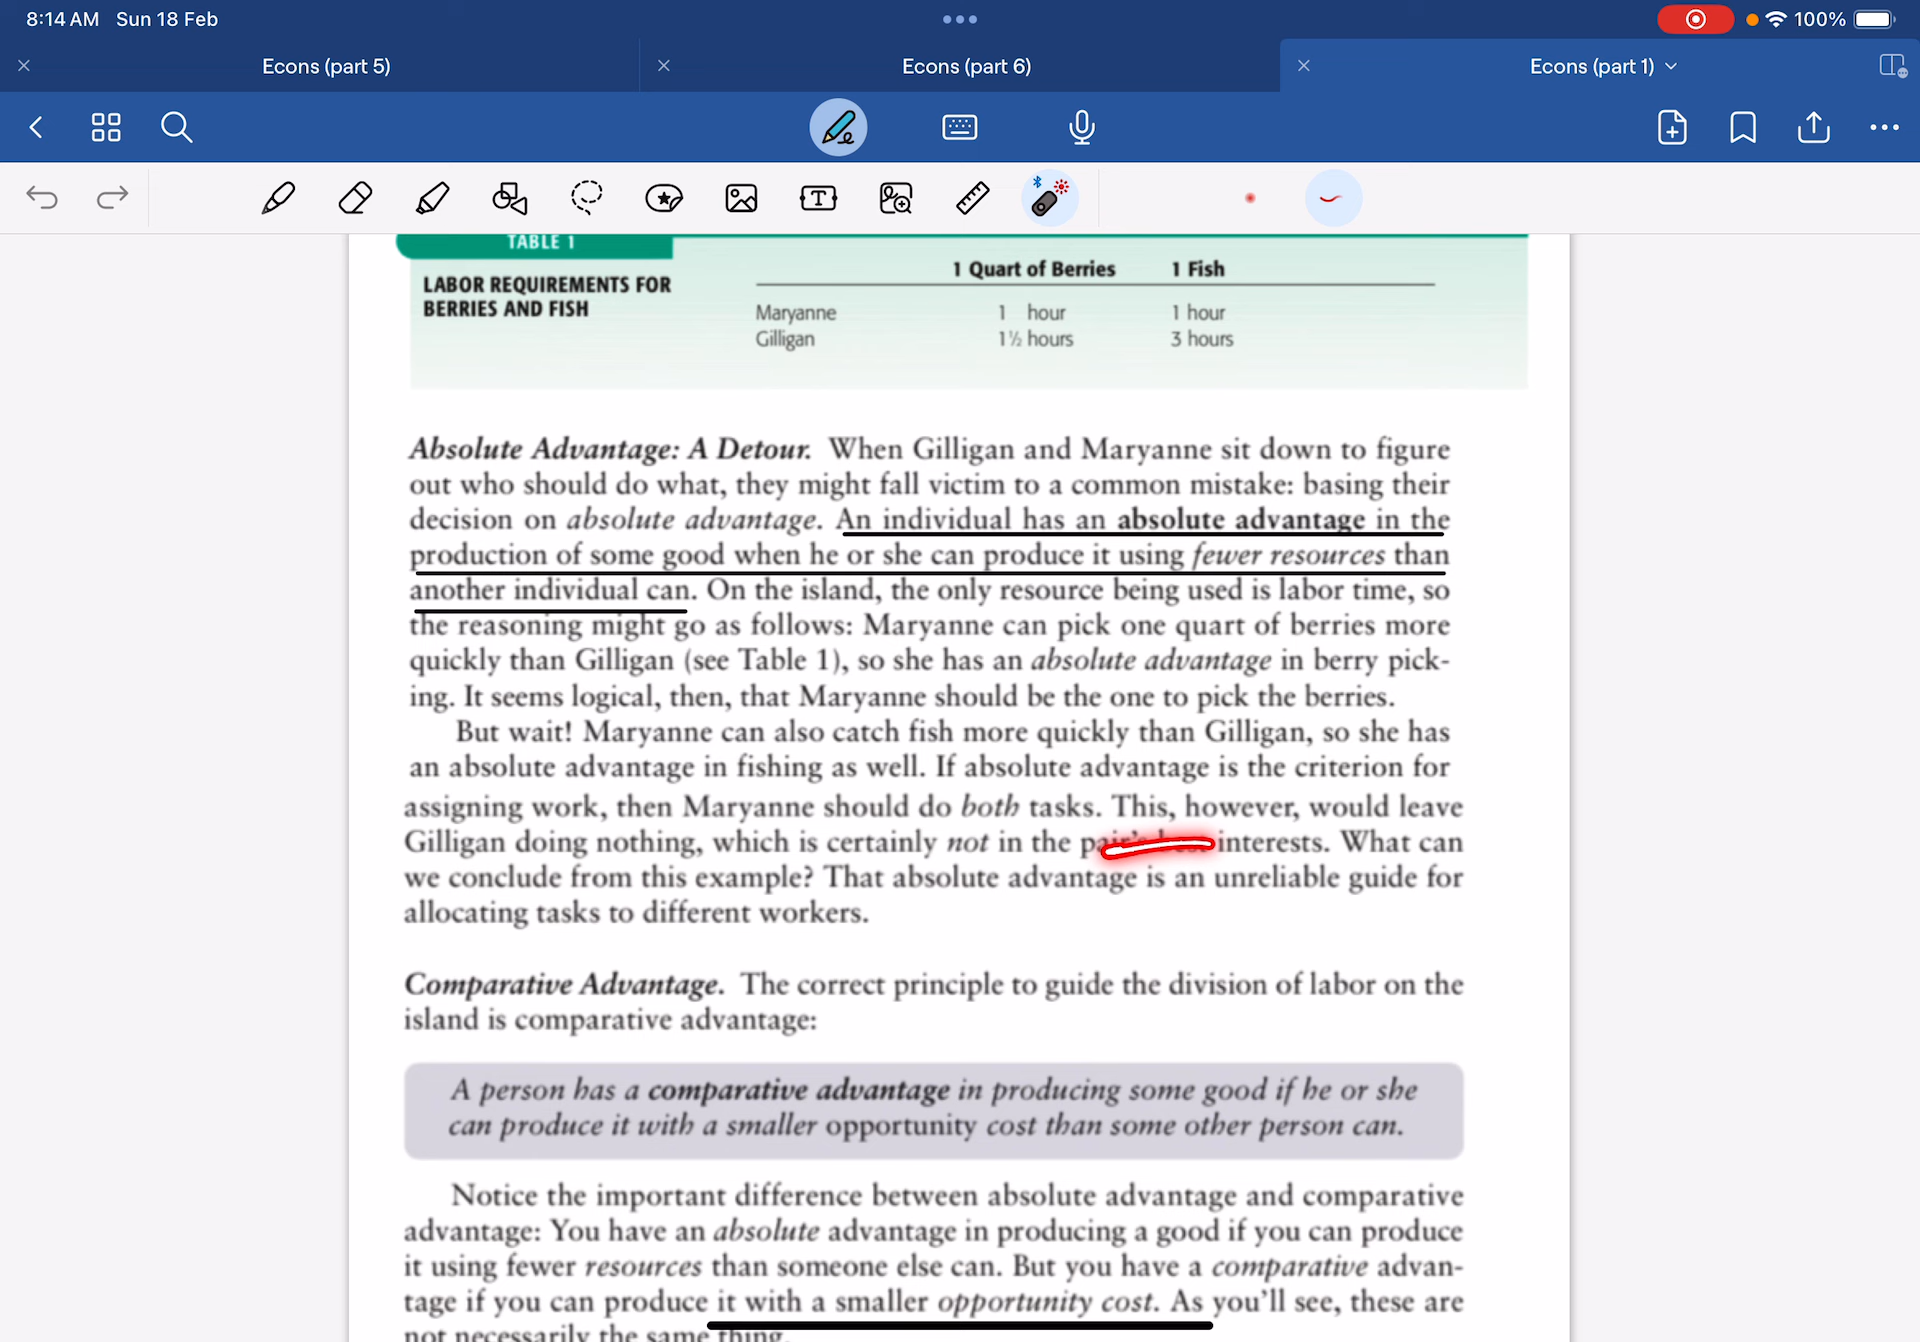 8:14 AM Sun 18 Feb
100%
Econs (part 5)
Econs (part 6)
Econs (part 1)
TABLE 1
LABOR REQUIREMENTS FOR
BERRIES AND FISH
1 Quart of Berries 1 Fish
Maryanne 1 hour 1 hour
Gilligan 1½ hours 3 hours
Absolute Advantage: A Detour. When Gilligan and Maryanne sit down to figure
out who should do what, they might fall victim to a common mistake: basing their
decision on absolute advantage. An individual has an absolute advantage in the
production of some good when he or she can produce it using fewer resources than
another individual can. On the island, the only resource being used is labor time, so
the reasoning might go as follows: Maryanne can pick one quart of berries more
quickly than Gilligan (see Table 1), so she has an absolute advantage in berry pick-
ing. It seems logical, then, that Maryanne should be the one to pick the berries.
But wait! Maryanne can also catch fish more quickly than Gilligan, so she has
an absolute advantage in fishing as well. If absolute advantage is the criterion for
assigning work, then Maryanne should do both tasks. This, however, would leave
Gilligan doing nothing, which is certainly not in the pair's best interests. What can
we conclude from this example? That absolute advantage is an unreliable guide for
allocating tasks to different workers.
Comparative Advantage. The correct principle to guide the division of labor on the
island is comparative advantage:
A person has a comparative advantage in producing some good if he or she
can produce it with a smaller opportunity cost than some other person can.
Notice the important difference between absolute advantage and comparative
advantage: You have an absolute advantage in producing a good if you can produce
it using fewer resources than someone else can. But you have a comparative advan-
tage if you can produce it with a smaller opportunity cost. As you'll see, these are
not necessarily the same thing.